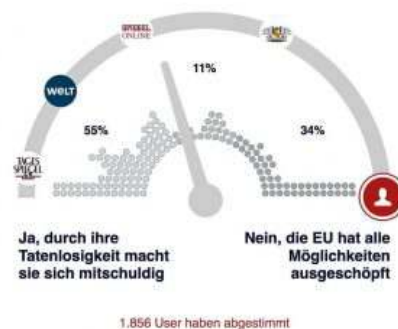 SPIEGEL
ONLINE
WELT
11%
55%
34%
TAGES
SPIEGEL
Ja, durch ihre
Tatenlosigkeit macht
sie sich mitschuldig
Nein, die EU hat alle
Möglichkeiten
ausgeschöpft
1.856 User haben abgestimmt